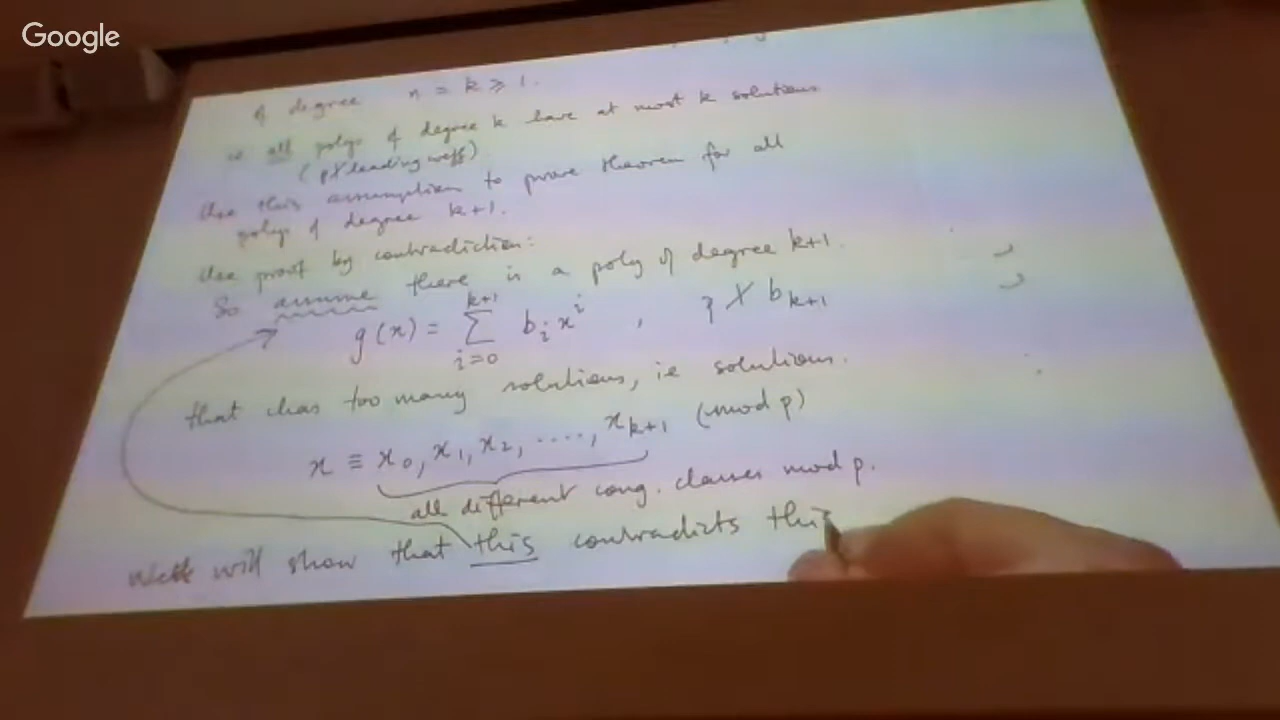 Google
of degree n = k ≥ 1.
all polys of degree k have at most k solutions
(p∤leading coeff)
Use this assumption to prove theorem for all
polys of degree k+1.
Use proof by contradiction:
So assume there is a poly of degree k+1.
g(x) = Σ_{i=0}^{k+1} b_i x^i , ∤ b_{k+1}
that has too many solutions, ie solutions.
x ≡ x_0, x_1, x_2, ...., x_{k+1} (mod p)
all different cong. classes mod p.
will show that this contradicts this